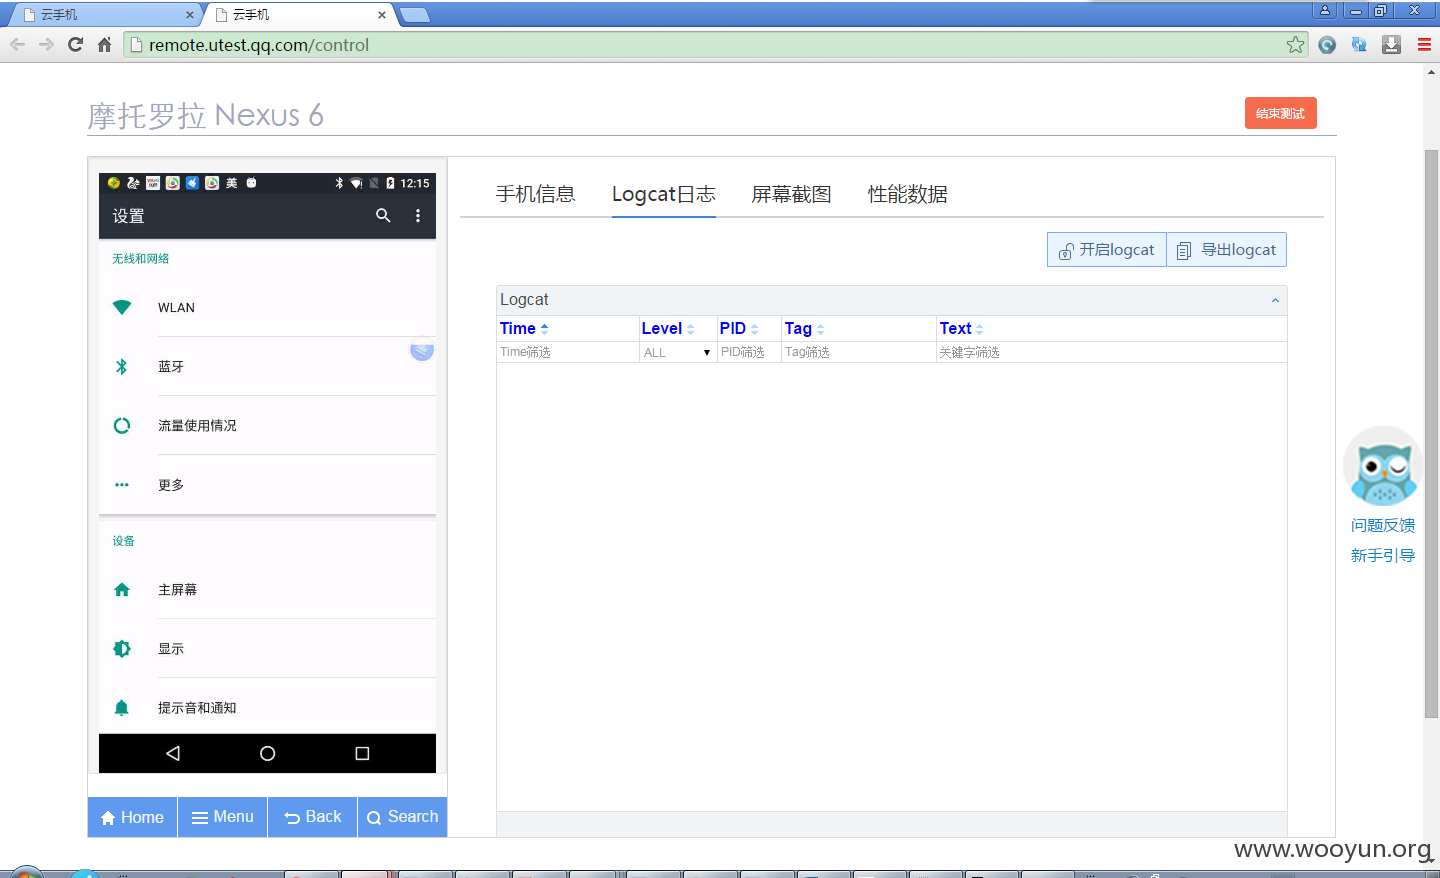 云手机
云手机
remote.utest.qq.com/control
摩托罗拉 Nexus 6
结束测试
美
12:15
设置
无线和网络
WLAN
蓝牙
流量使用情况
更多
设备
主屏幕
显示
提示音和通知
Home
Menu
Back
Search
手机信息
Logcat日志
屏幕截图
性能数据
开启logcat
导出logcat
Logcat
Time
Level
PID
Tag
Text
Time筛选
ALL
PID筛选
Tag筛选
关键字筛选
问题反馈
新手引导
www.wooyun.org